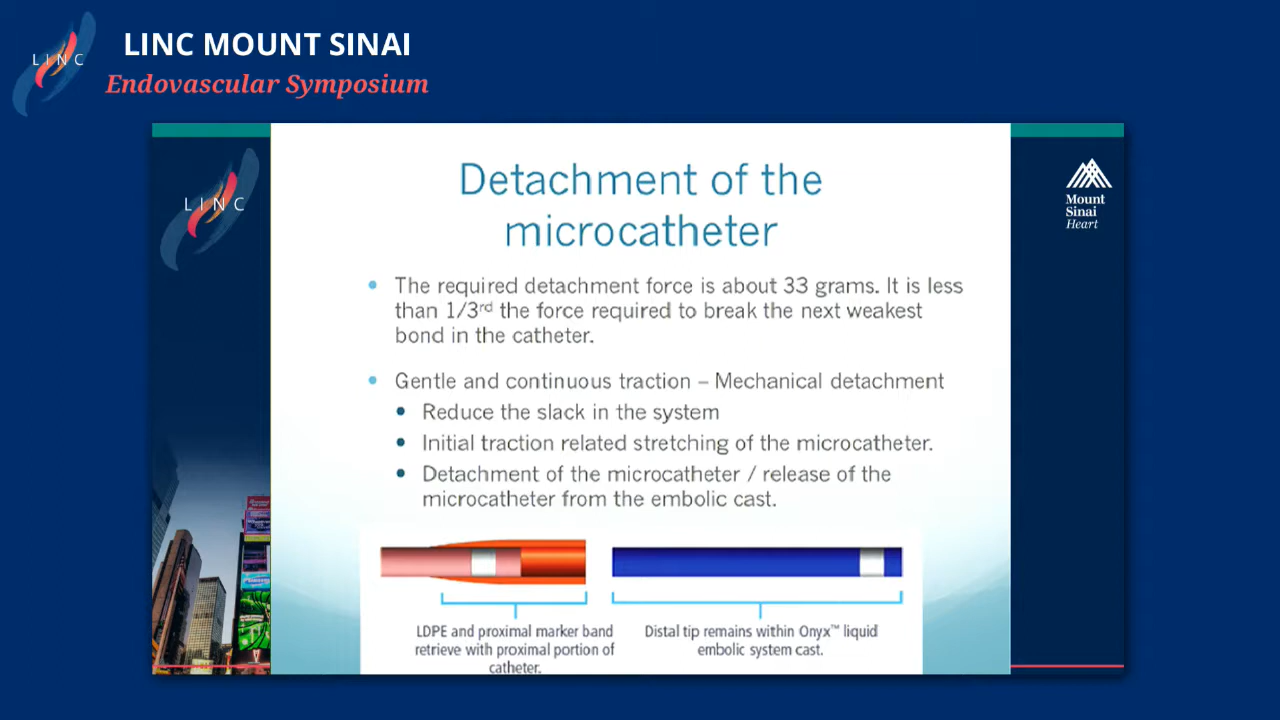 LINC
LINC MOUNT SINAI
Endovascular Symposium
LINC
Mount
Sinai
Heart
Detachment of the
microcatheter
• The required detachment force is about 33 grams. It is less
than 1/3rd the force required to break the next weakest
bond in the catheter.
• Gentle and continuous traction – Mechanical detachment
• Reduce the slack in the system
• Initial traction related stretching of the microcatheter.
• Detachment of the microcatheter / release of the
microcatheter from the embolic cast.
LDPE and proximal marker band
retrieve with proximal portion of
catheter.
Distal tip remains within Onyx™ liquid
embolic system cast.